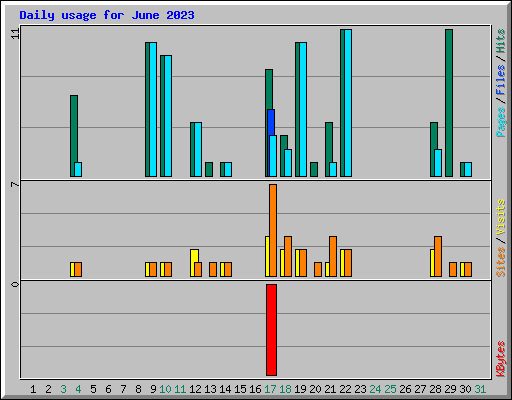 Daily usage for June 2023
11
Pages / Files / Hits
7
Sites / Visits
0
KBytes
1 2 3 4 5 6 7 8 9 10 11 12 13 14 15 16 17 18 19 20 21 22 23 24 25 26 27 28 29 30 31